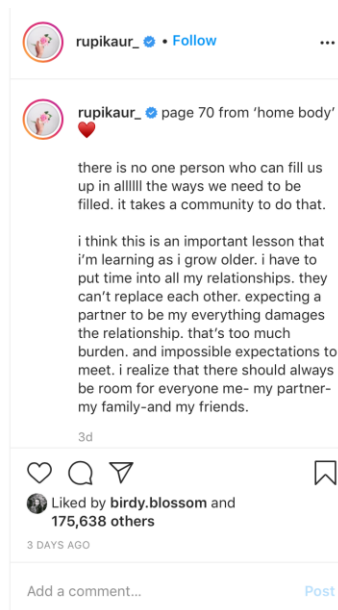 rupikaur_ • Follow
rupikaur_ page 70 from ‘home body’
❤️
there is no one person who can fill us
up in allllll the ways we need to be
filled. it takes a community to do that.
i think this is an important lesson that
i’m learning as i grow older. i have to
put time into all my relationships. they
can’t replace each other. expecting a
partner to be my everything damages
the relationship. that’s too much
burden. and impossible expectations to
meet. i realize that there should always
be room for everyone me- my partner-
my family-and my friends.
3d
Liked by birdy.blossom and
175,638 others
3 DAYS AGO
Add a comment... Post